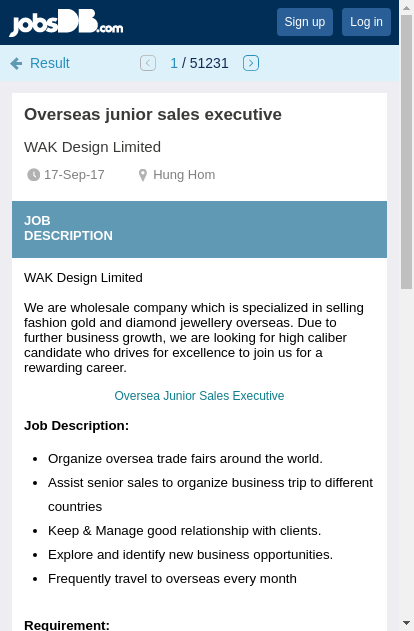 jobsDB.com
Sign up
Log in
Result
1 / 51231
Overseas junior sales executive
WAK Design Limited
17-Sep-17
Hung Hom
JOB
DESCRIPTION
WAK Design Limited
We are wholesale company which is specialized in selling
fashion gold and diamond jewellery overseas. Due to
further business growth, we are looking for high caliber
candidate who drives for excellence to join us for a
rewarding career.
Oversea Junior Sales Executive
Job Description:
• Organize oversea trade fairs around the world.
• Assist senior sales to organize business trip to different
countries
• Keep & Manage good relationship with clients.
• Explore and identify new business opportunities.
• Frequently travel to overseas every month
Requirement: